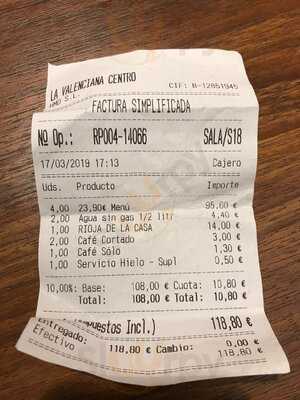 LA VALENCIANA CENTRO
HMD S.L.
CIF: B-12851945
FACTURA SIMPLIFICADA
Nº Op.: RP004-14066 SALA/S18
17/03/2019 17:13 Cajero
Uds. Producto Importe
4,00 23,90€ Menú 95,60 €
2,00 Agua sin gas 1/2 litr 4,40 €
1,00 RIOJA DE LA CASA 14,00 €
2,00 Café Cortado 3,00 €
1,00 Café Sólo 1,30 €
1,00 Servicio Hielo - Supl 0,50 €
10,00% Base: 108,00 € Cuota: 10,80 €
Total: 108,00 € Total: 10,80 €
puestos Incl.) 118,80 €
Entregado: 118,80 € Cambio: 0,00 €
Efectivo 118,80 €